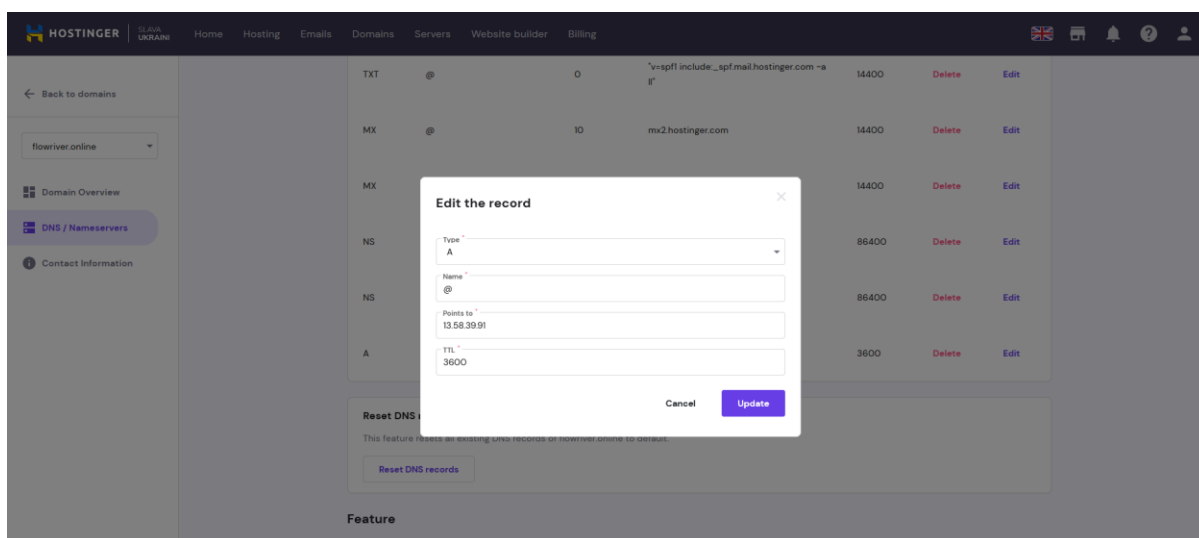 HOSTINGER
SLAVA
UKRAINI
Home Hosting Emails Domains Servers Website builder Billing
Back to domains
flowriver.online
Domain Overview
DNS / Nameservers
Contact Information
TXT @ 0 "v=spf1 include:_spf.mail.hostinger.com ~a 14400 Delete Edit
ll"
MX @ 10 mx2.hostinger.com 14400 Delete Edit
MX 14400 Delete Edit
NS 86400 Delete Edit
NS 86400 Delete Edit
A 3600 Delete Edit
Edit the record
Type *
A
Name *
@
Points to *
13.58.39.91
TTL *
3600
Cancel Update
Reset DNS
This feature resets all existing DNS records of flowriver.online to default.
Reset DNS records
Feature